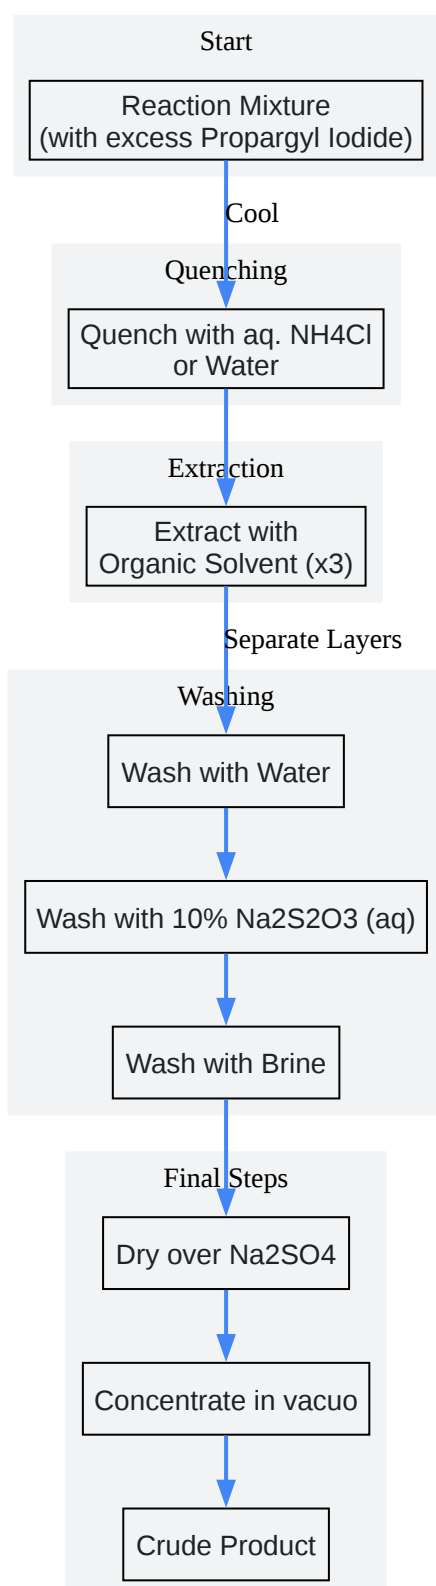 Start
Reaction Mixture
(with excess Propargyl Iodide)
Cool
Quenching
Quench with aq. NH4Cl
or Water
Extraction
Extract with
Organic Solvent (x3)
Separate Layers
Washing
Wash with Water
Wash with 10% Na2S2O3 (aq)
Wash with Brine
Final Steps
Dry over Na2SO4
Concentrate in vacuo
Crude Product